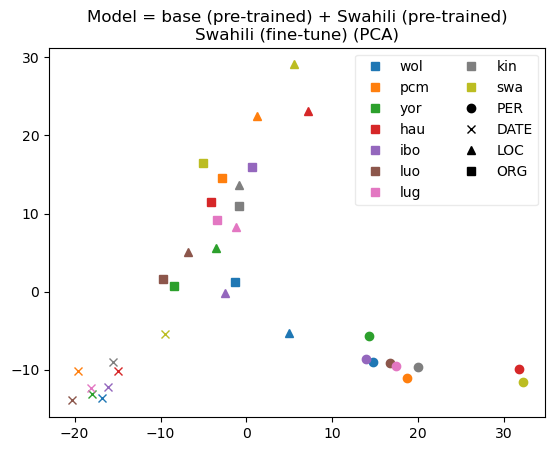 Model = base (pre-trained) + Swahili (pre-trained)
Swahili (fine-tune) (PCA)
30
20
10
0
−10
−20
−10
0
10
20
30
wol
pcm
yor
hau
ibo
luo
lug
kin
swa
PER
DATE
LOC
ORG